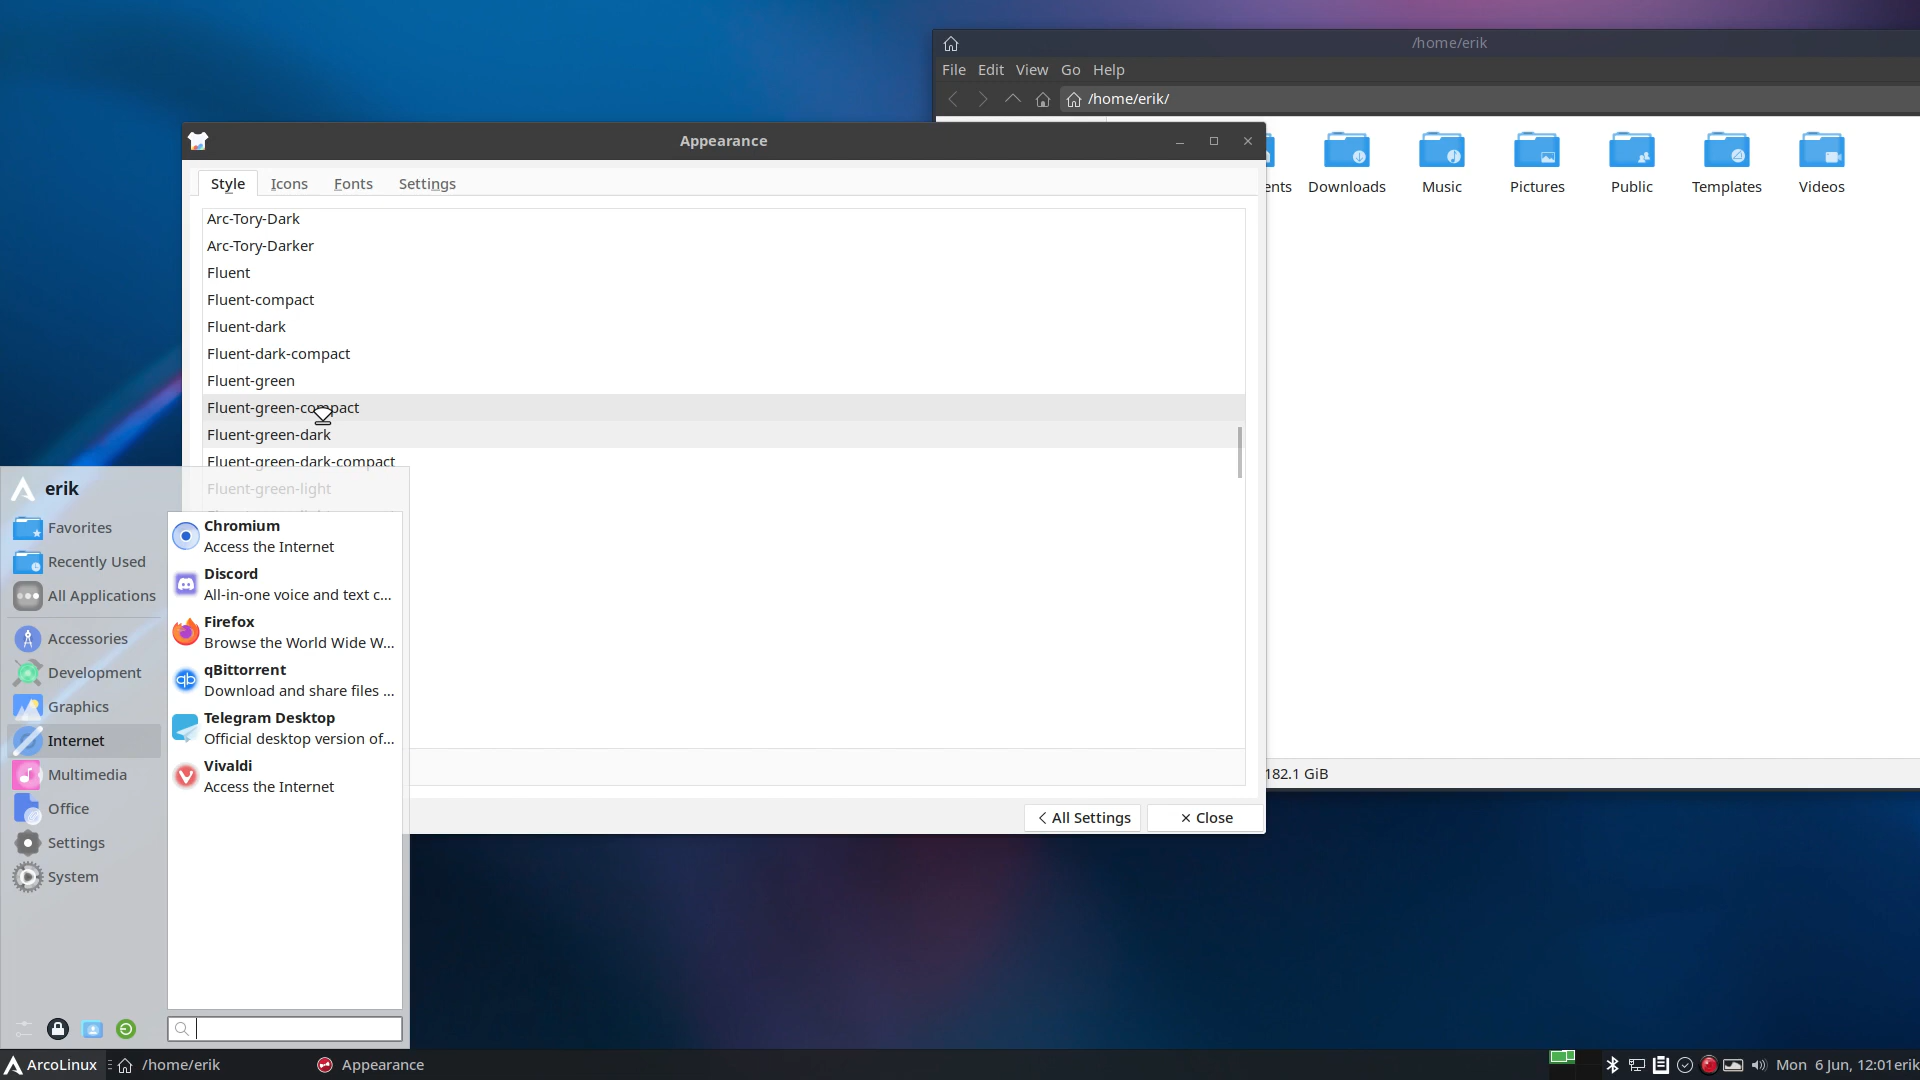 /home/erik
File Edit View Go Help
/home/erik/
Appearance
Style Icons Fonts Settings
ents Downloads Music Pictures Public Templates Videos
Arc-Tory-Dark
Arc-Tory-Darker
Fluent
Fluent-compact
Fluent-dark
Fluent-dark-compact
Fluent-green
Fluent-green-compact
Fluent-green-dark
Fluent-green-dark-compact
Fluent-green-light
erik
Favorites
Recently Used
All Applications
Accessories
Development
Graphics
Internet
Multimedia
Office
Settings
System
Chromium
Access the Internet
Discord
All-in-one voice and text c...
Firefox
Browse the World Wide W...
qBittorrent
Download and share files ...
Telegram Desktop
Official desktop version of...
Vivaldi
Access the Internet
182.1 GiB
All Settings
Close
ArcoLinux
/home/erik
Appearance
Mon 6 Jun, 12:01
erik